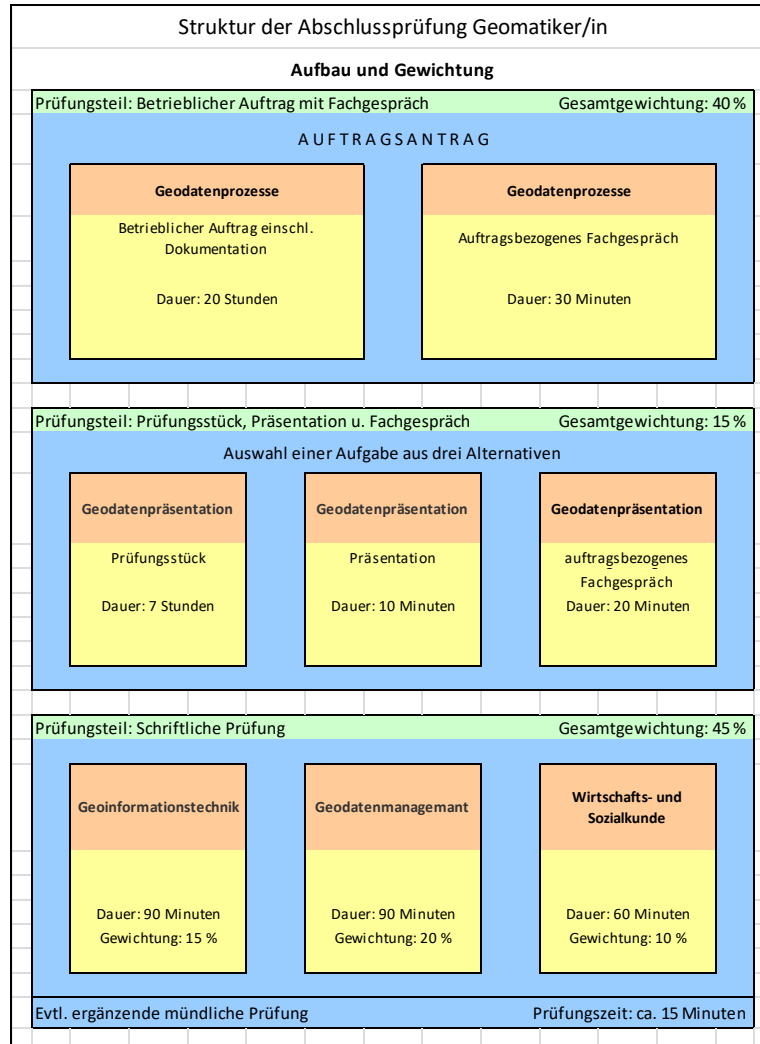 Struktur der Abschlussprüfung Geomatiker/in
Aufbau und Gewichtung
Prüfungsteil: Betrieblicher Auftrag mit Fachgespräch Gesamtgewichtung: 40 %
A U F T R A G S A N T R A G
Geodatenprozesse
Betrieblicher Auftrag einschl.
Dokumentation
Dauer: 20 Stunden
Geodatenprozesse
Auftragsbezogenes Fachgespräch
Dauer: 30 Minuten
Prüfungsteil: Prüfungsstück, Präsentation u. Fachgespräch Gesamtgewichtung: 15 %
Auswahl einer Aufgabe aus drei Alternativen
Geodatenpräsentation
Prüfungsstück
Dauer: 7 Stunden
Geodatenpräsentation
Präsentation
Dauer: 10 Minuten
Geodatenpräsentation
auftragsbezogenes
Fachgespräch
Dauer: 20 Minuten
Prüfungsteil: Schriftliche Prüfung Gesamtgewichtung: 45 %
Geoinformationstechnik
Dauer: 90 Minuten
Gewichtung: 15 %
Geodatenmanagemant
Dauer: 90 Minuten
Gewichtung: 20 %
Wirtschafts- und
Sozialkunde
Dauer: 60 Minuten
Gewichtung: 10 %
Evtl. ergänzende mündliche Prüfung Prüfungszeit: ca. 15 Minuten